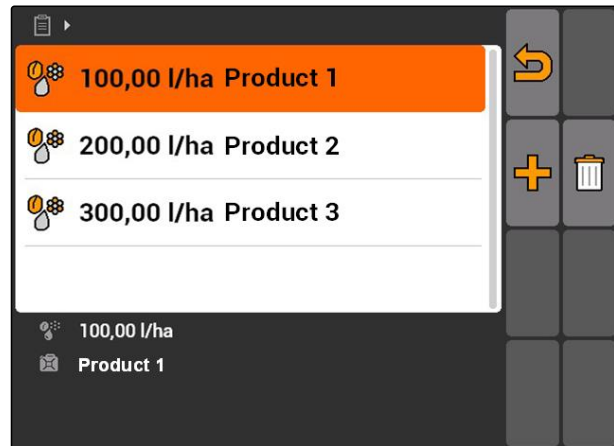 100,00 l/ha Product 1
200,00 l/ha Product 2
300,00 l/ha Product 3
100,00 l/ha
Product 1